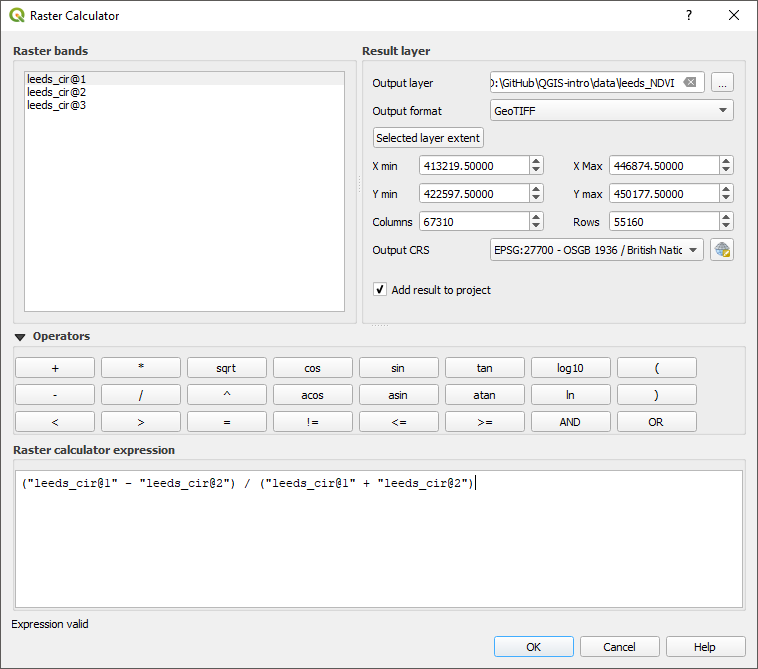 Raster Calculator ?
Raster bands
leeds_cir@1
leeds_cir@2
leeds_cir@3
Result layer
Output layer D:\GitHub\QGIS-intro\data\leeds_NDVI ...
Output format GeoTIFF
Selected layer extent
X min 413219.50000 X Max 446874.50000
Y min 422597.50000 Y max 450177.50000
Columns 67310 Rows 55160
Output CRS EPSG:27700 - OSGB 1936 / British Natic
Add result to project
Operators
+ * sqrt cos sin tan log10 (
- / ^ acos asin atan ln )
< > = != <= >= AND OR
Raster calculator expression
("leeds_cir@1" - "leeds_cir@2") / ("leeds_cir@1" + "leeds_cir@2")
Expression valid
OK Cancel Help